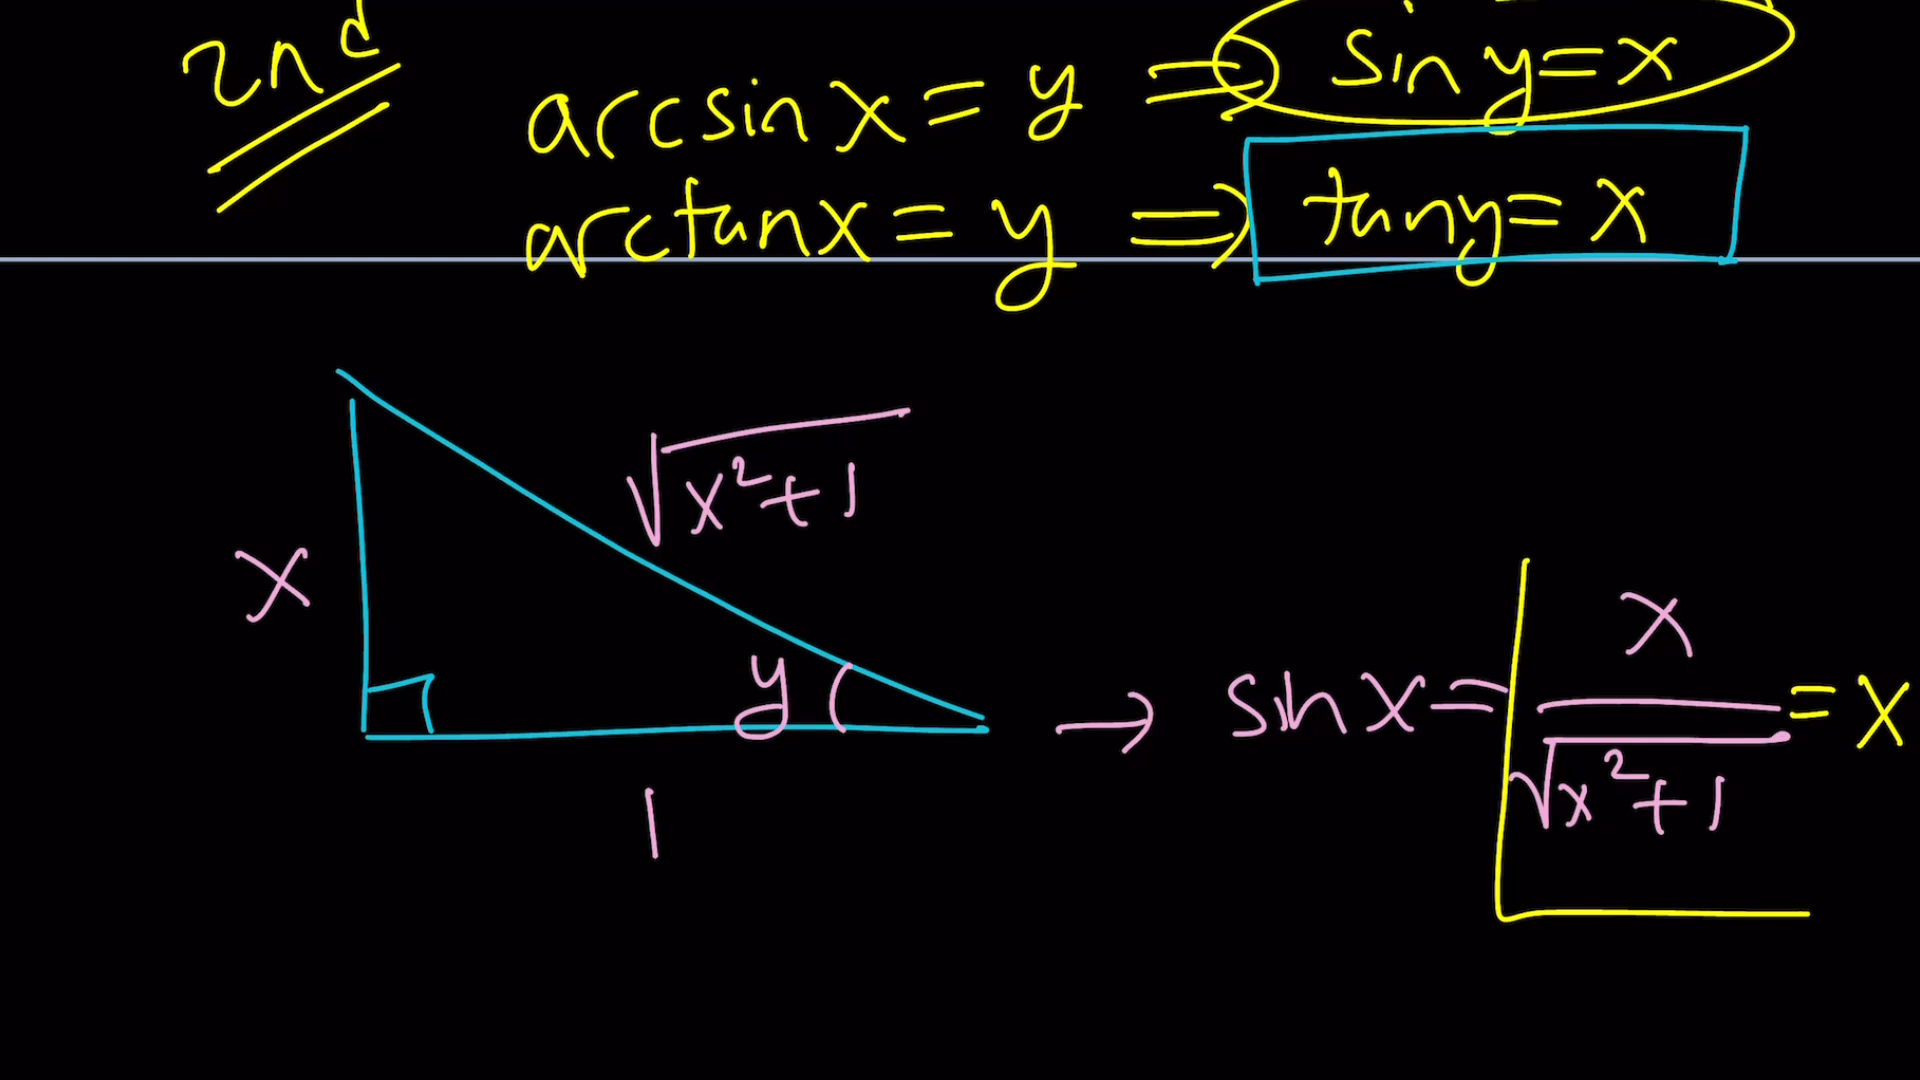 2nd
arcsin x = y ⇒ sin y = x
arctan x = y ⇒ tan y = x
√(x²+1)
x
y
1
→ sin x = x/√(x²+1) = x